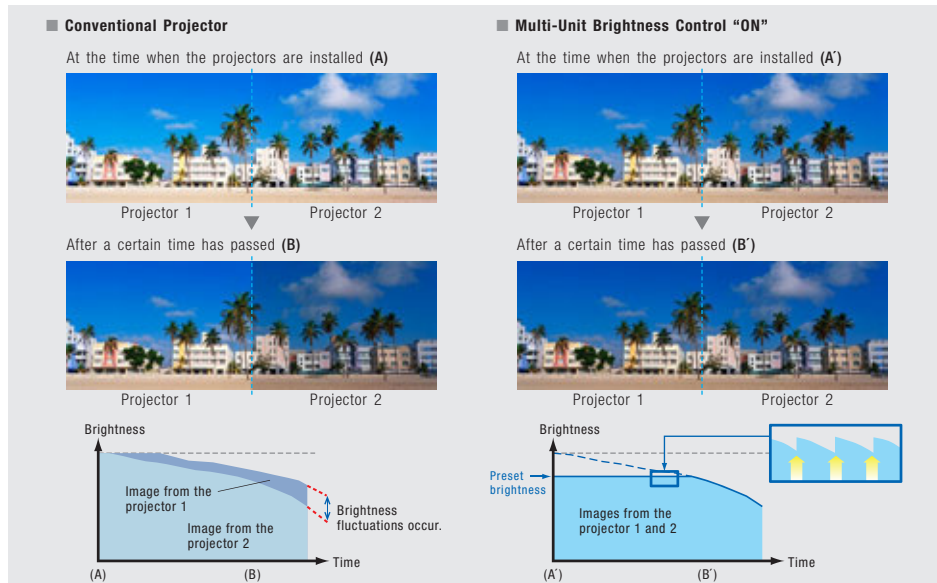 ■ Conventional Projector
At the time when the projectors are installed (A)
Projector 1
Projector 2
After a certain time has passed (B)
Projector 1
Projector 2
Brightness
Image from the
projector 1
Image from the
projector 2
Brightness
fluctuations occur.
Time
(A)
(B)
■ Multi-Unit Brightness Control “ON”
At the time when the projectors are installed (A´)
Projector 1
Projector 2
After a certain time has passed (B´)
Projector 1
Projector 2
Brightness
Preset
brightness
Images from the
projector 1 and 2
Time
(A´)
(B´)